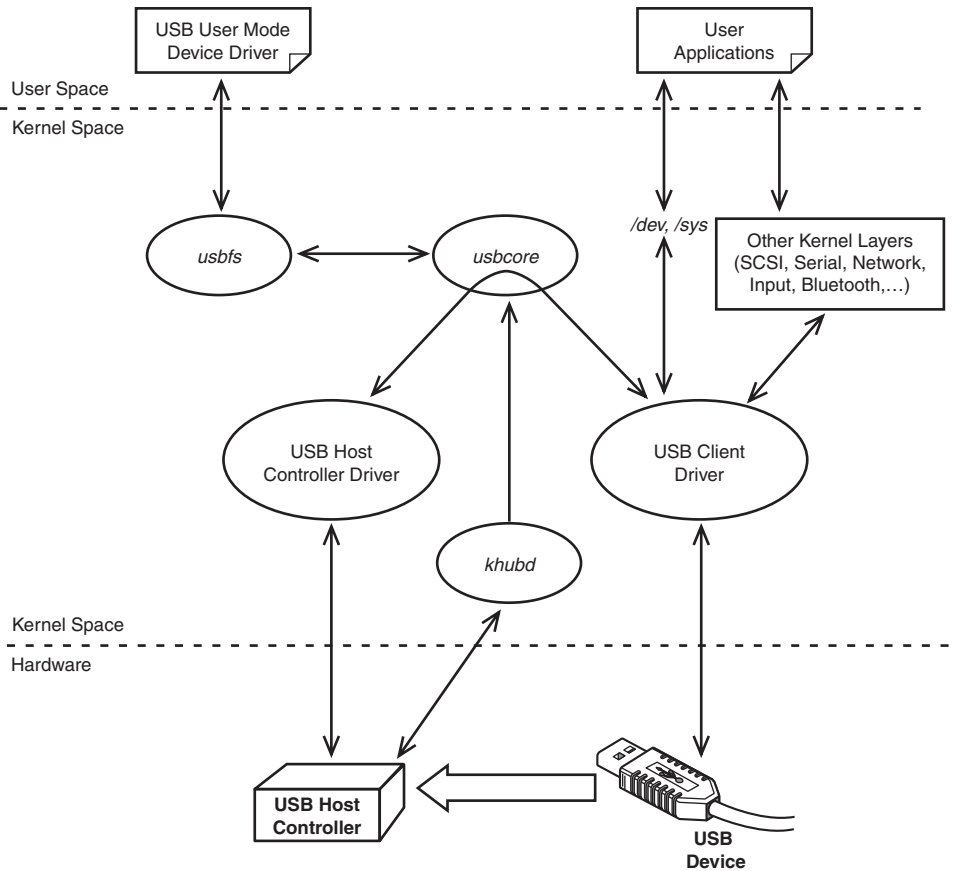 USB User Mode
Device Driver
User
Applications
User Space
Kernel Space
usbfs
usbcore
/dev, /sys
Other Kernel Layers
(SCSI, Serial, Network,
Input, Bluetooth,…)
USB Host
Controller Driver
USB Client
Driver
khubd
Kernel Space
Hardware
USB Host
Controller
USB
Device